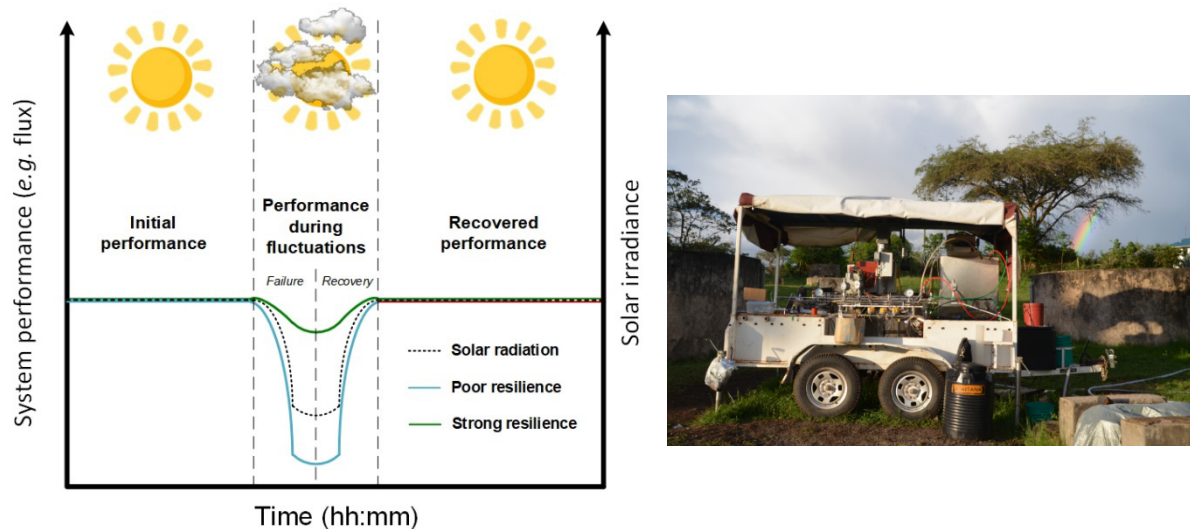 System performance (e.g. flux)
Initial
performance
Performance
during
fluctuations
Failure
Recovery
Recovered
performance
Solar radiation
Poor resilience
Strong resilience
Time (hh:mm)
Solar irradiance